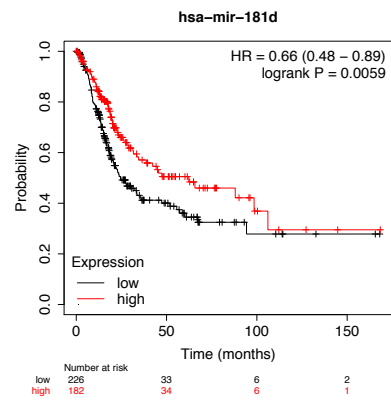 hsa−mir−181d
HR = 0.66 (0.48 − 0.89)
logrank P = 0.0059
Probability
1.0
0.8
0.6
0.4
0.2
0.0
Expression
low
high
0 50 100 150
Time (months)
Number at risk
low 226 33 6 2
high 182 34 6 1